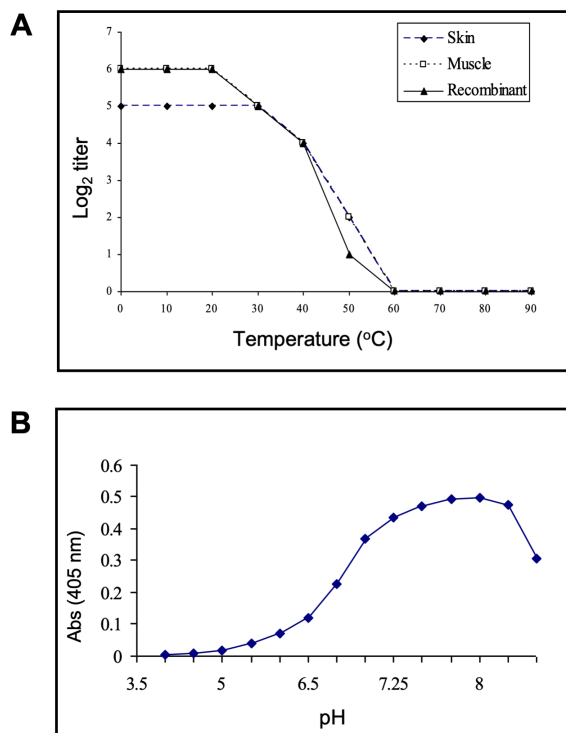 A
Skin
Muscle
Recombinant
7
6
5
4
3
2
1
0
Log₂ titer
0 10 20 30 40 50 60 70 80 90
Temperature (°C)
B
0.6
0.5
0.4
0.3
0.2
0.1
0
Abs (405 nm)
3.5 5 6.5 7.25 8
pH